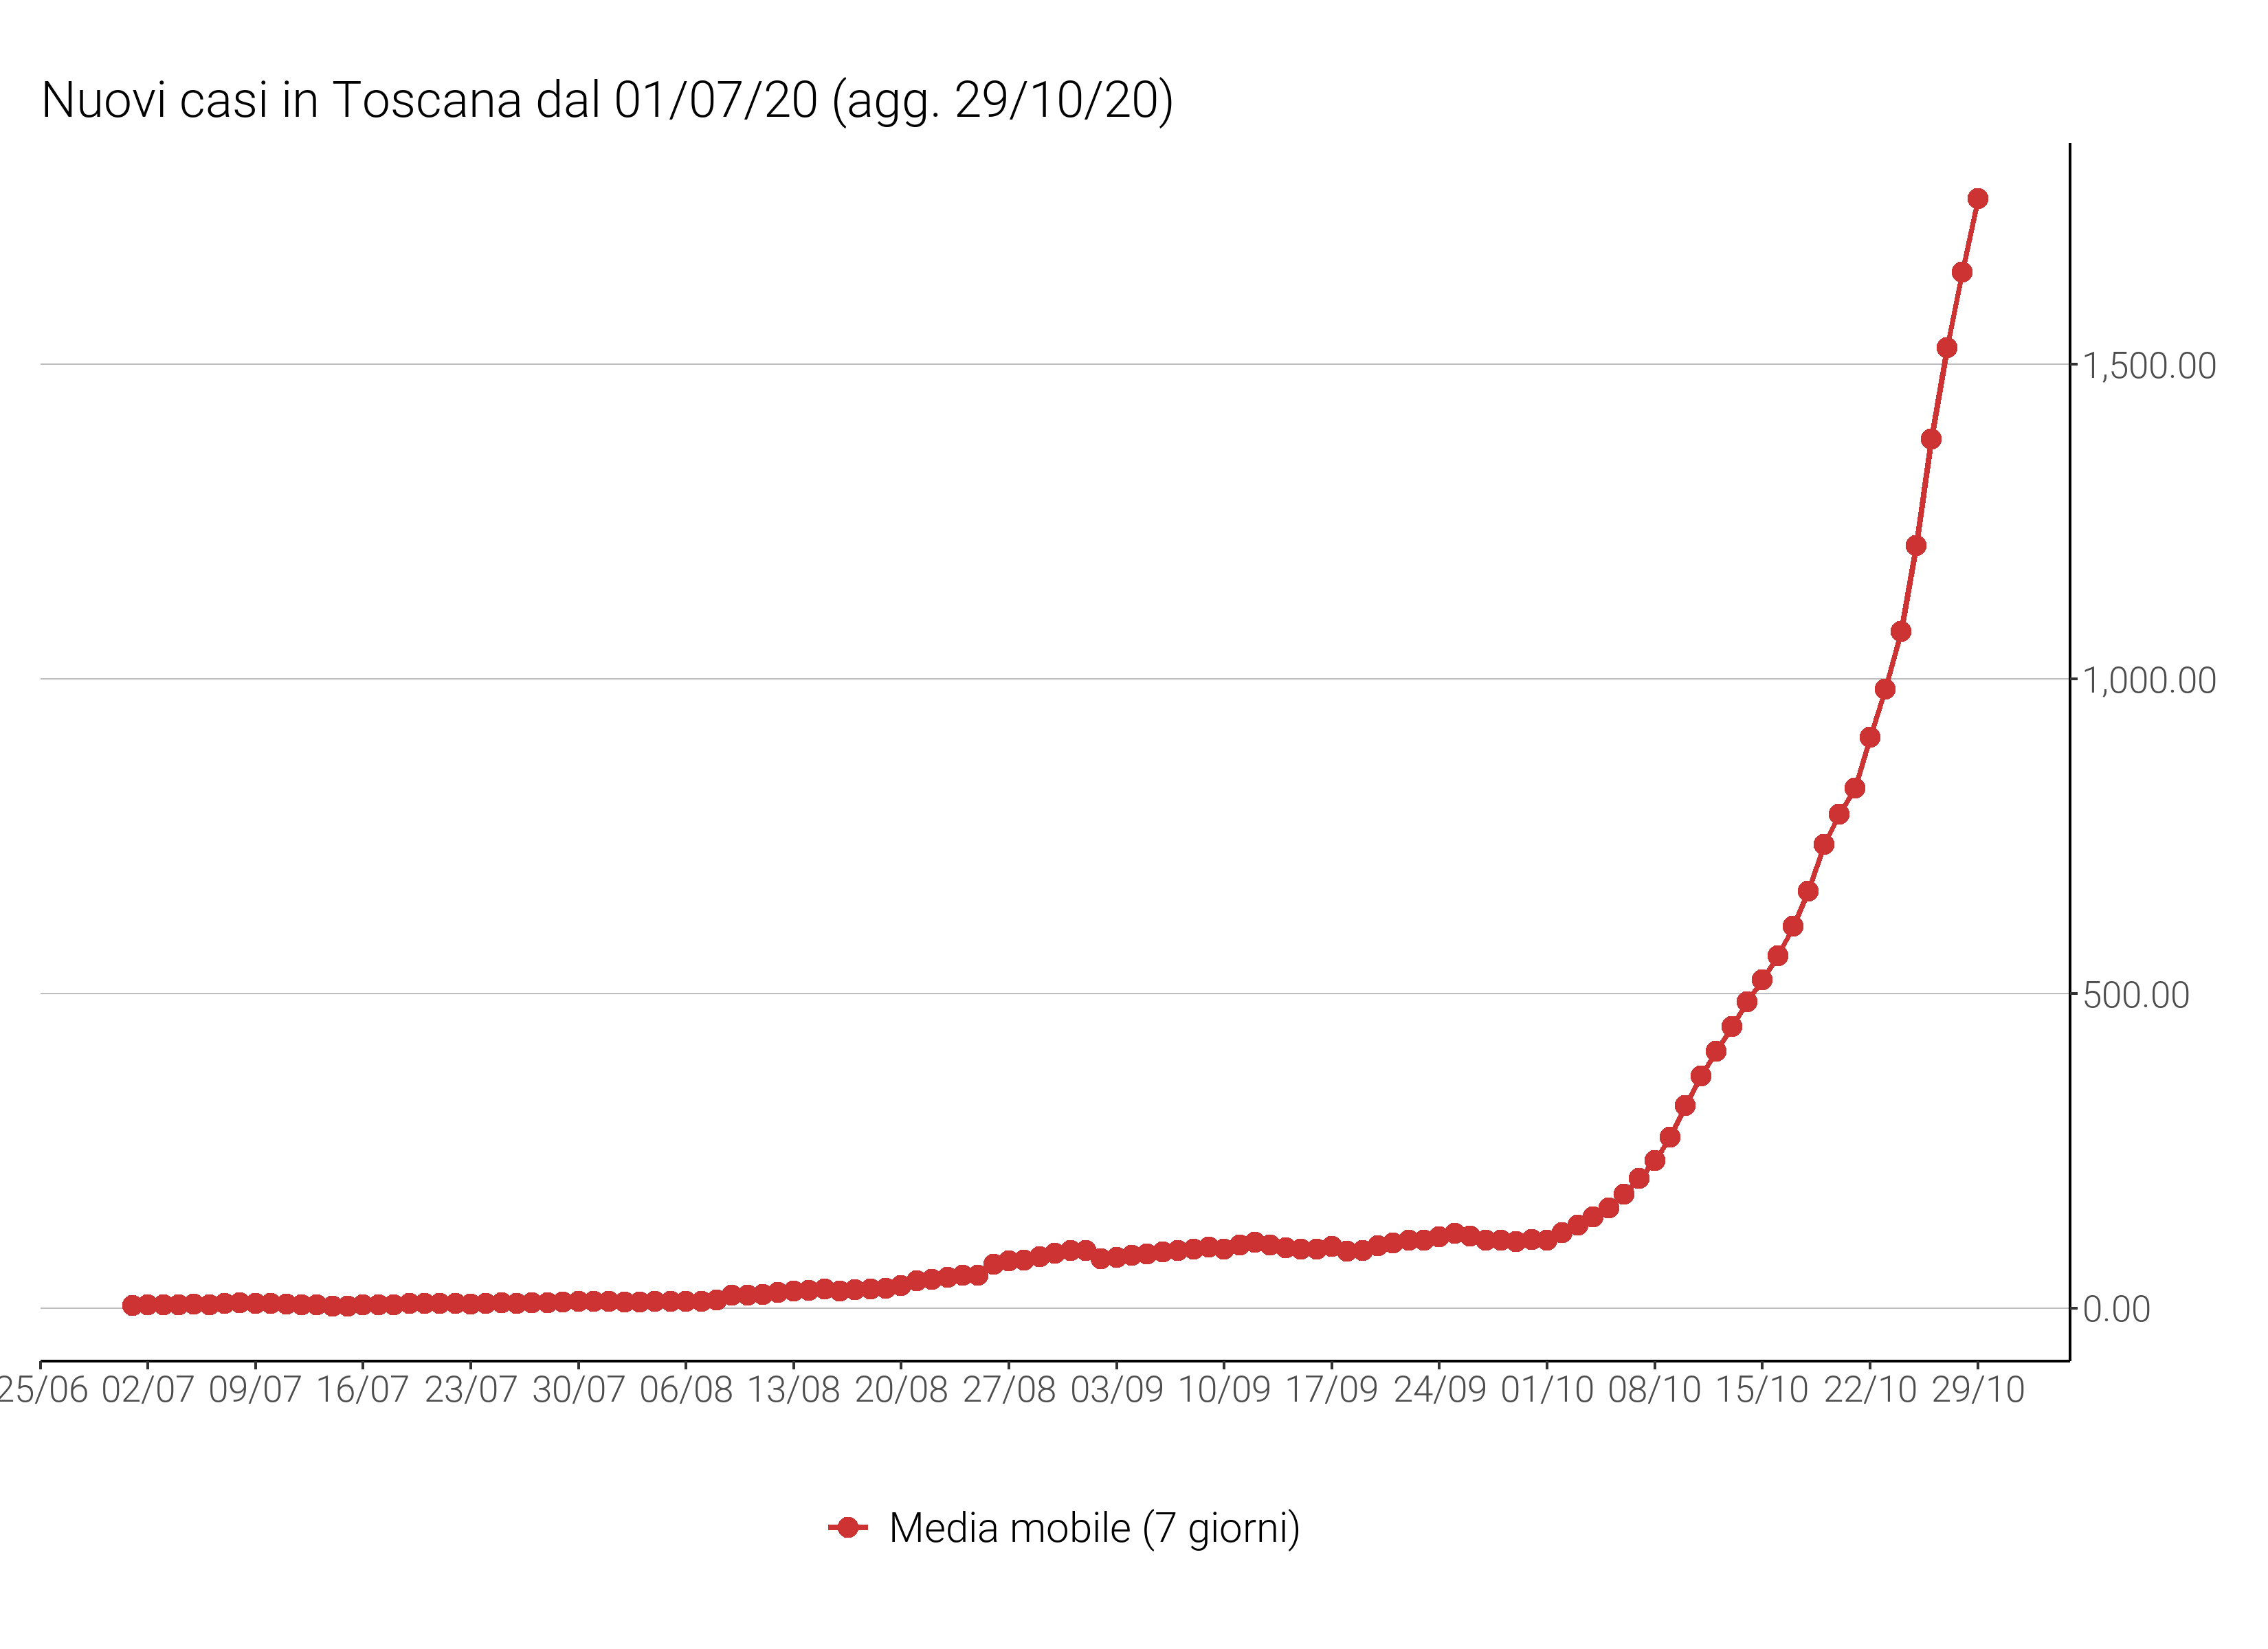 Nuovi casi in Toscana dal 01/07/20 (agg. 29/10/20)
1,500.00
1,000.00
500.00
0.00
25/06 02/07 09/07 16/07 23/07 30/07 06/08 13/08 20/08 27/08 03/09 10/09 17/09 24/09 01/10 08/10 15/10 22/10 29/10
Media mobile (7 giorni)